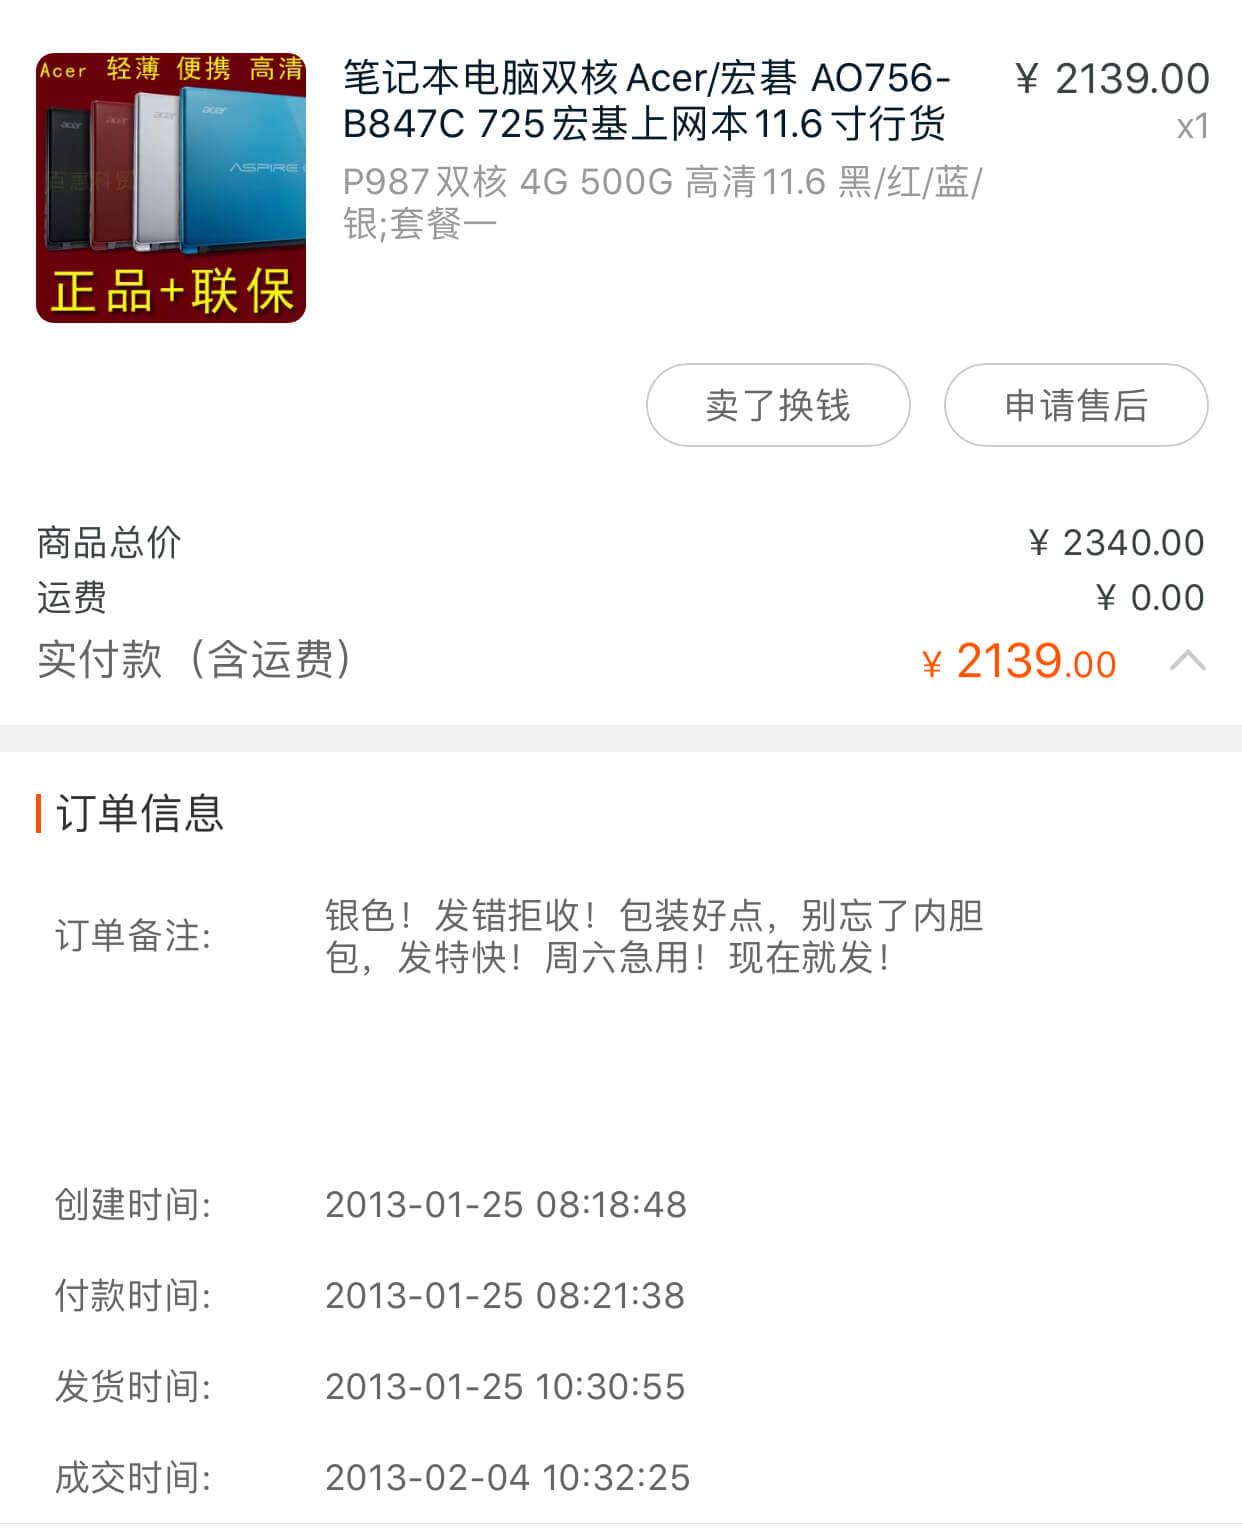 Acer 轻薄 便携 高清
acer
acer
acer
acer
ASPIRE
百惠科贸
正品+联保
笔记本电脑双核Acer/宏碁 AO756-
B847C 725宏基上网本11.6寸行货
¥ 2139.00
x1
P987双核 4G 500G 高清11.6 黑/红/蓝/
银;套餐一
卖了换钱
申请售后
商品总价
¥ 2340.00
运费
¥ 0.00
实付款（含运费）
¥ 2139.00
订单信息
订单备注:
银色！发错拒收！包装好点，别忘了内胆
包，发特快！周六急用！现在就发！
创建时间:
2013-01-25 08:18:48
付款时间:
2013-01-25 08:21:38
发货时间:
2013-01-25 10:30:55
成交时间:
2013-02-04 10:32:25